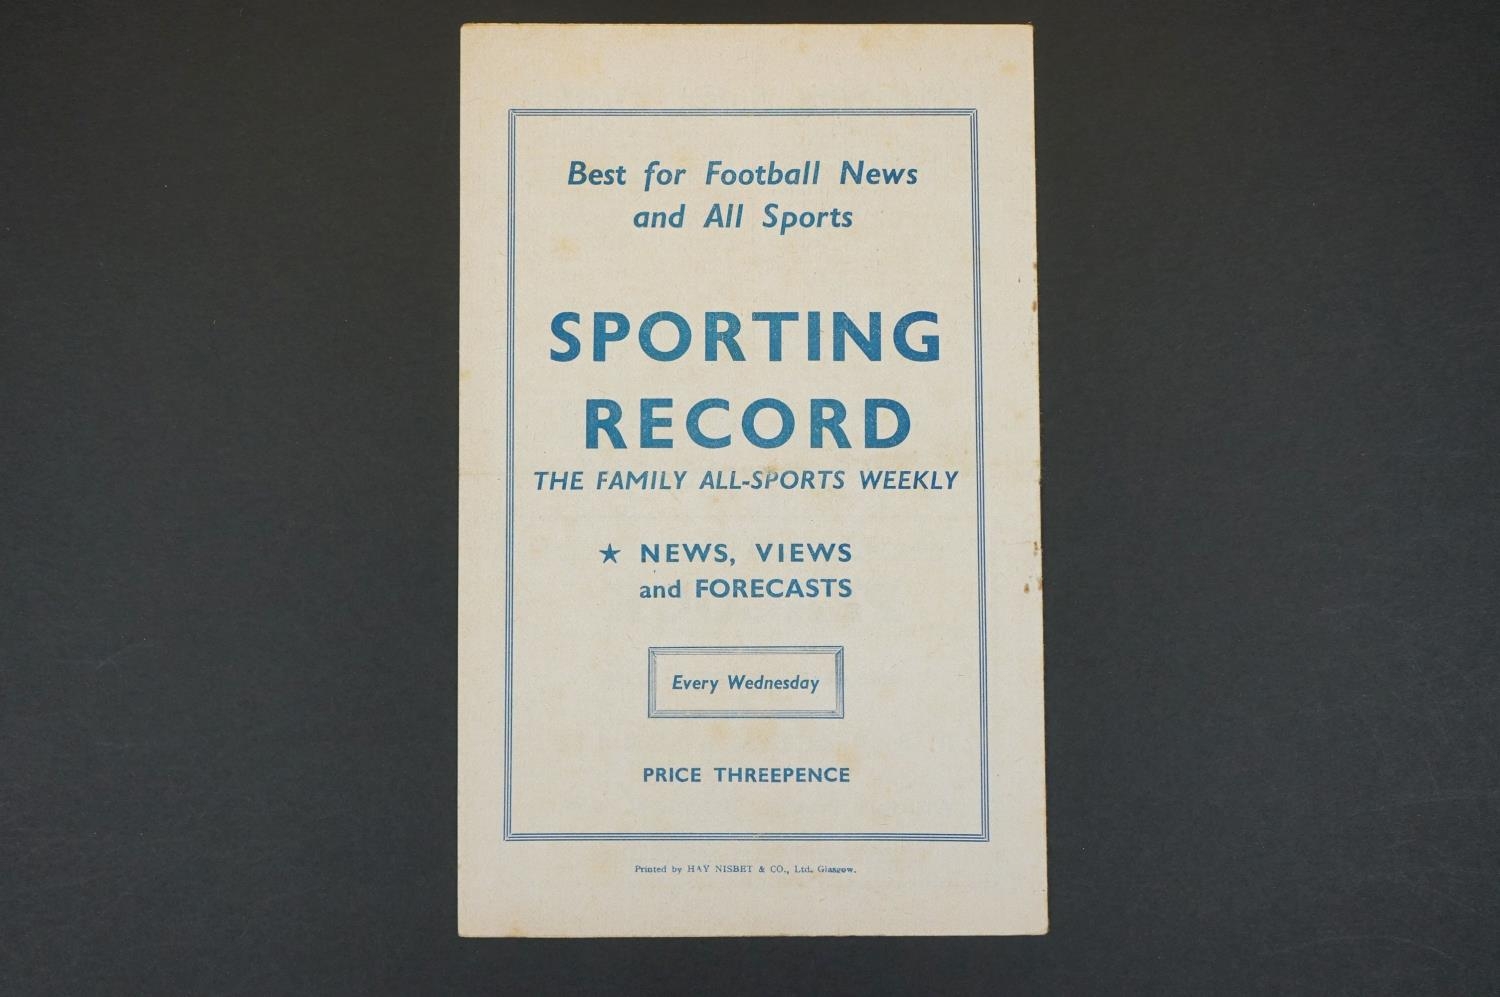 Best for Football News
and All Sports
SPORTING
RECORD
THE FAMILY ALL-SPORTS WEEKLY
★ NEWS, VIEWS
and FORECASTS
Every Wednesday
PRICE THREEPENCE
Printed by HAY NISBET & CO., Ltd. Glasgow.